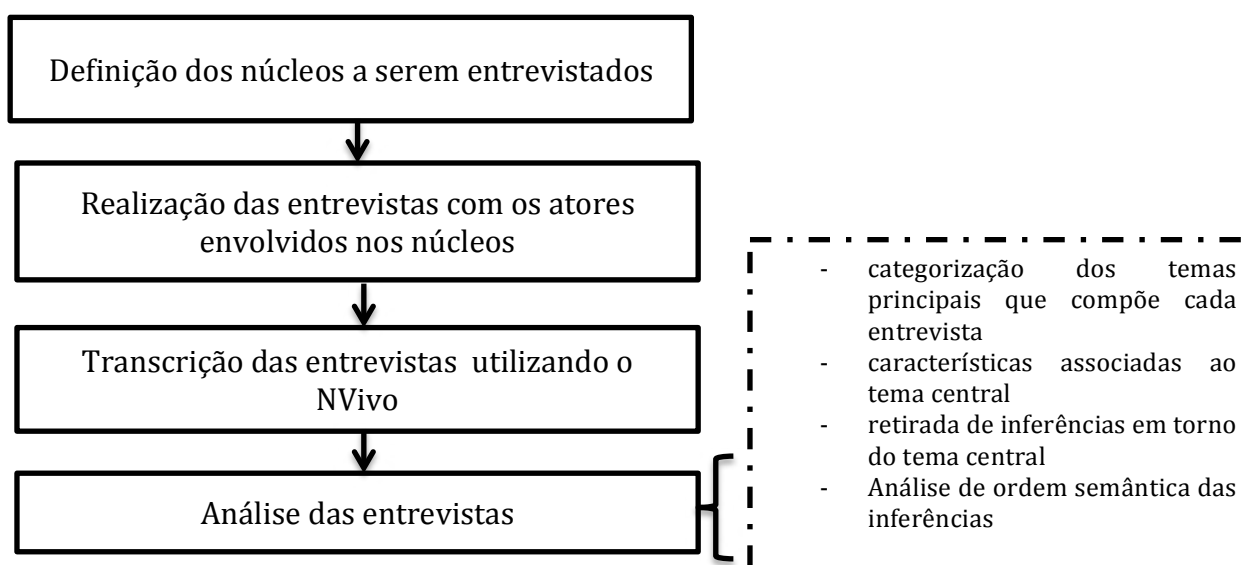 Definição dos núcleos a serem entrevistados
Realização das entrevistas com os atores
envolvidos nos núcleos
Transcrição das entrevistas utilizando o
NVivo
Análise das entrevistas
- categorização dos temas
principais que compõe cada
entrevista
- características associadas ao
tema central
- retirada de inferências em torno
do tema central
- Análise de ordem semântica das
inferências